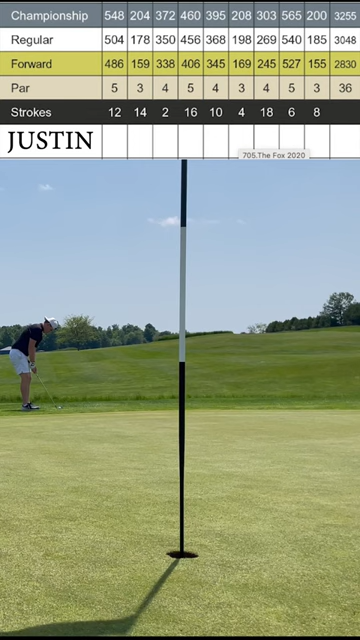 Championship 548 204 372 460 395 208 303 565 200 3255
Regular 504 178 350 456 368 198 269 540 185 3048
Forward 486 159 338 406 345 169 245 527 155 2830
Par 5 3 4 5 4 3 4 5 3 36
Strokes 12 14 2 16 10 4 18 6 8
JUSTIN
705.The Fox 2020